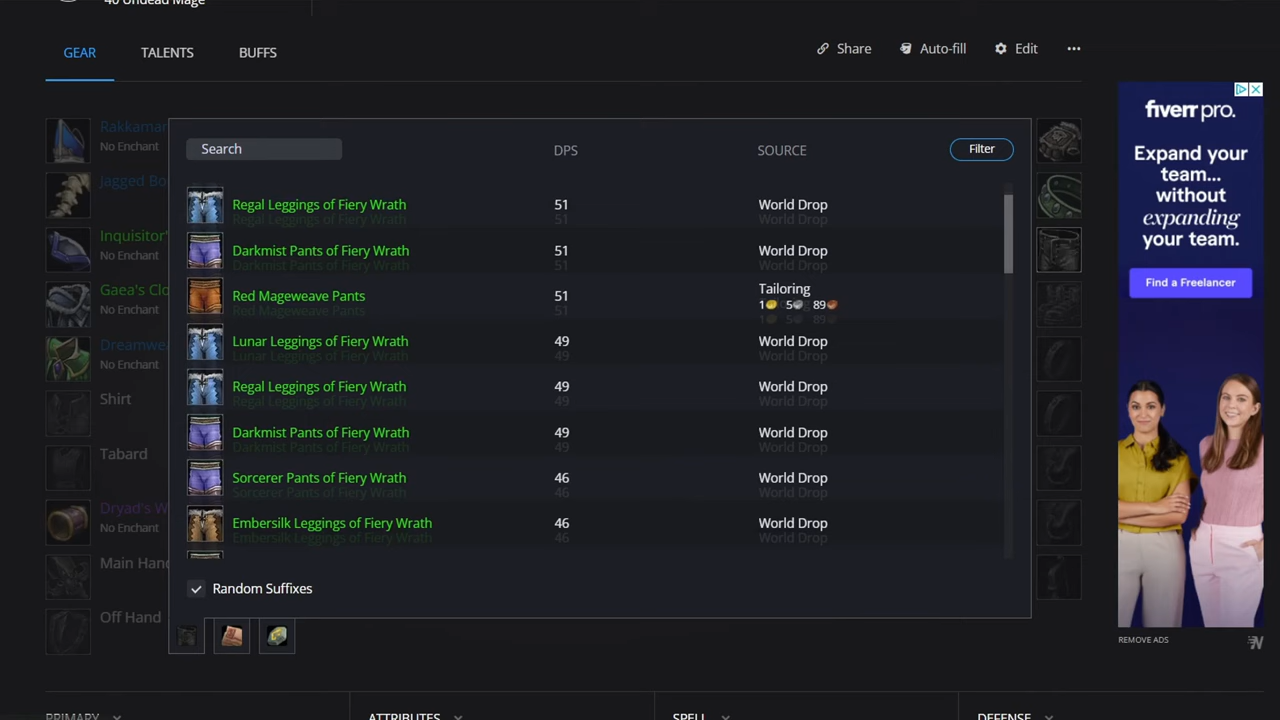 40 Undead Mage
GEAR
TALENTS
BUFFS
Share
Auto-fill
Edit
Rakkamar
No Enchant
Jagged Bo
Inquisitor'
No Enchant
Gaea's Clo
No Enchant
Dreamwea
No Enchant
Shirt
Tabard
Dryad's W
No Enchant
Main Hand
Off Hand
Search
DPS
SOURCE
Filter
Regal Leggings of Fiery Wrath 51 World Drop
Darkmist Pants of Fiery Wrath 51 World Drop
Red Mageweave Pants 51 Tailoring
1 5 89
Lunar Leggings of Fiery Wrath 49 World Drop
Regal Leggings of Fiery Wrath 49 World Drop
Darkmist Pants of Fiery Wrath 49 World Drop
Sorcerer Pants of Fiery Wrath 46 World Drop
Embersilk Leggings of Fiery Wrath 46 World Drop
Random Suffixes
fiverr pro.
Expand your
team...
without
expanding
your team.
Find a Freelancer
REMOVE ADS
PRIMARY
ATTRIBUTES
SPELL
DEFENSE